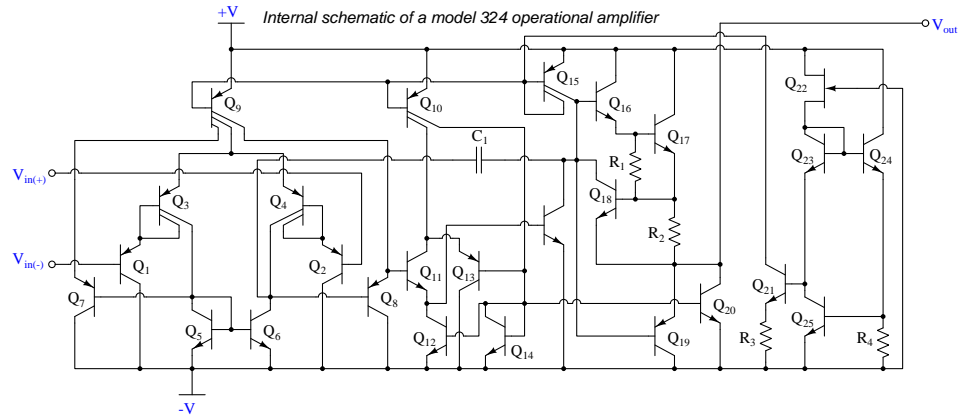 Internal schematic of a model 324 operational amplifier
+V
Vout
Q15
Q22
Q9
Q10
Q16
C1
Q17
R1
Q23
Q24
Vin(+)
Q3
Q4
Q18
R2
Vin(-)
Q1
Q2
Q11
Q13
Q7
Q8
Q21
Q5
Q6
Q12
Q14
Q19
Q20
R3
Q25
R4
-V